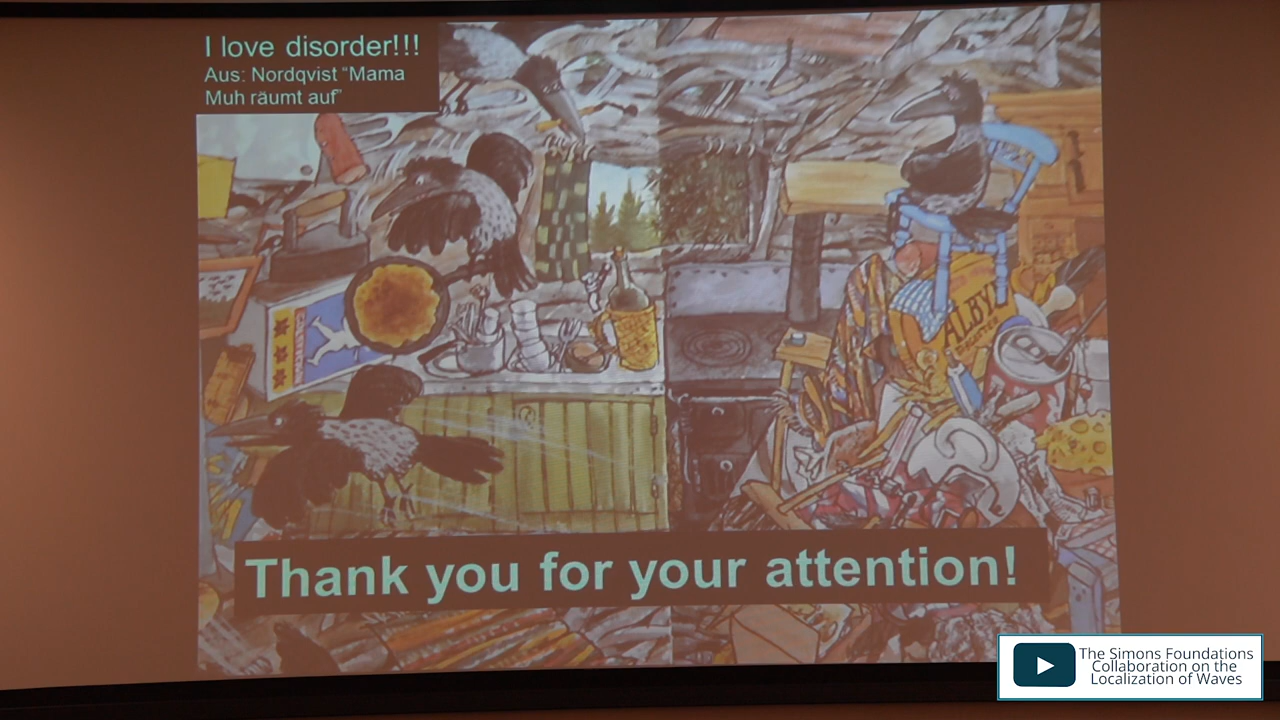 I love disorder!!!
Aus: Nordqvist “Mama
Muh räumt auf”
ALBY
Thank you for your attention!
The Simons Foundations
Collaboration on the
Localization of Waves